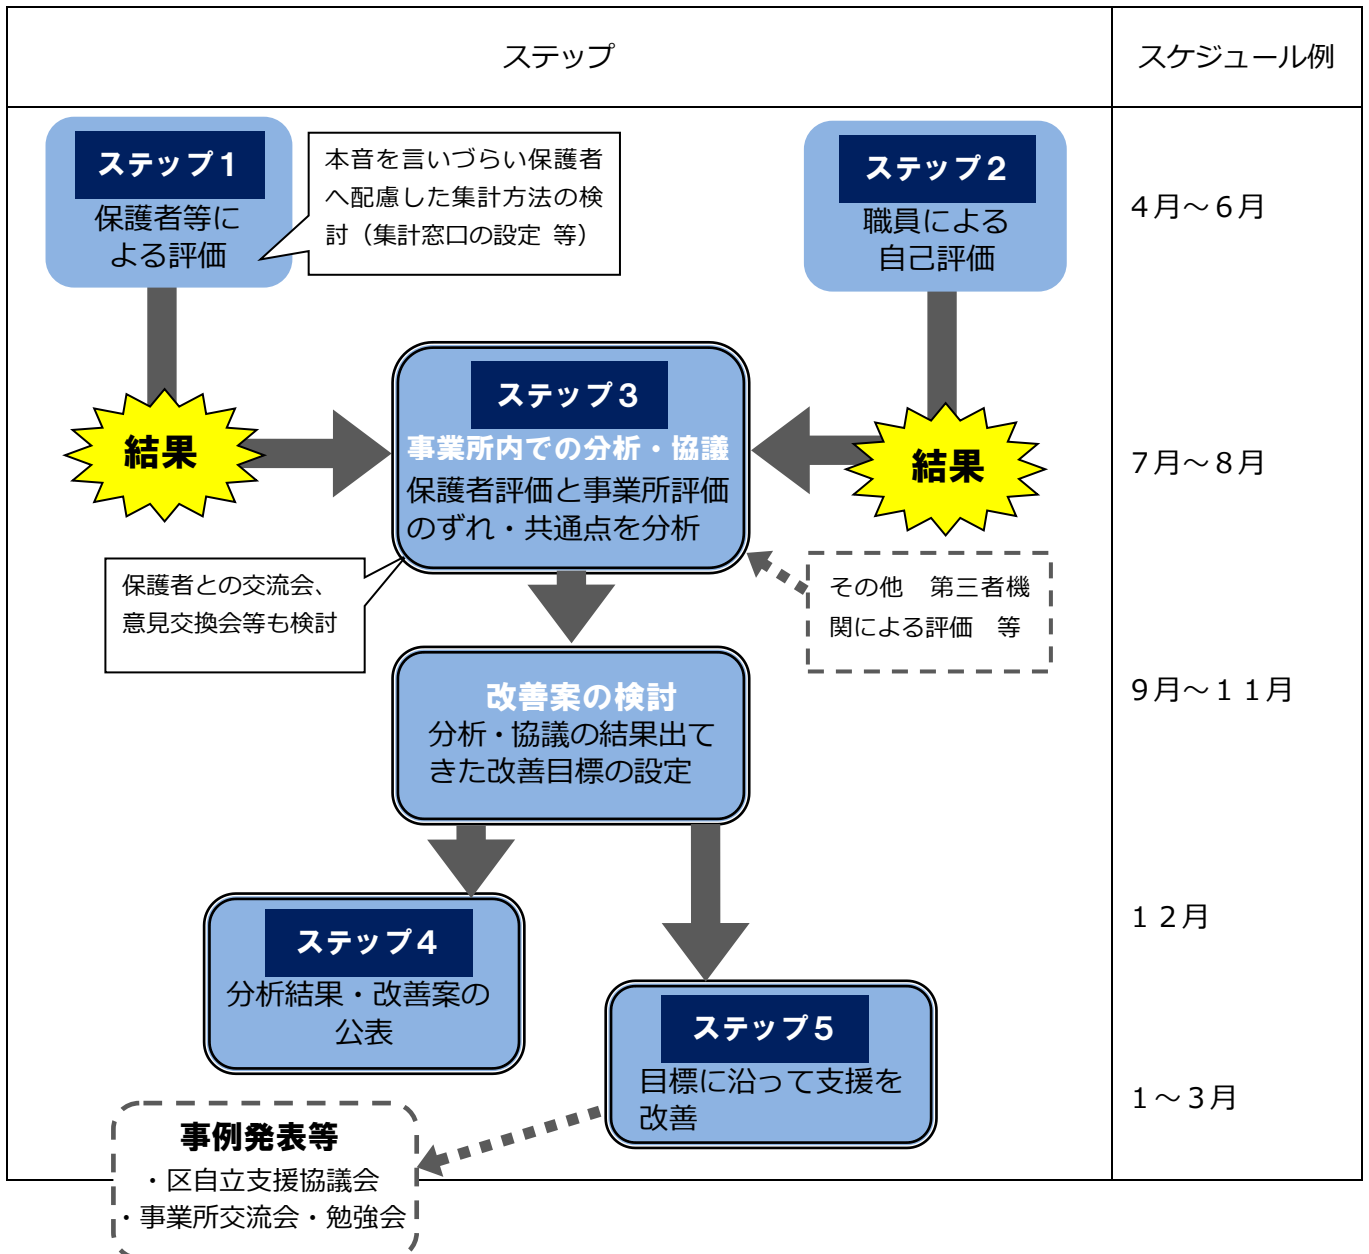 ステップ
スケジュール例
ステップ１
保護者等に
よる評価
本音を言いづらい保護者
へ配慮した集計方法の検
討（集計窓口の設定 等）
ステップ２
職員による
自己評価
４月～６月
結果
ステップ３
事業所内での分析・協議
保護者評価と事業所評価
のずれ・共通点を分析
結果
７月～８月
保護者との交流会、
意見交換会等も検討
その他　第三者機
関による評価　等
改善案の検討
分析・協議の結果出て
きた改善目標の設定
９月～１１月
ステップ４
分析結果・改善案の
公表
１２月
ステップ５
目標に沿って支援を
改善
１～３月
事例発表等
・区自立支援協議会
・事業所交流会・勉強会